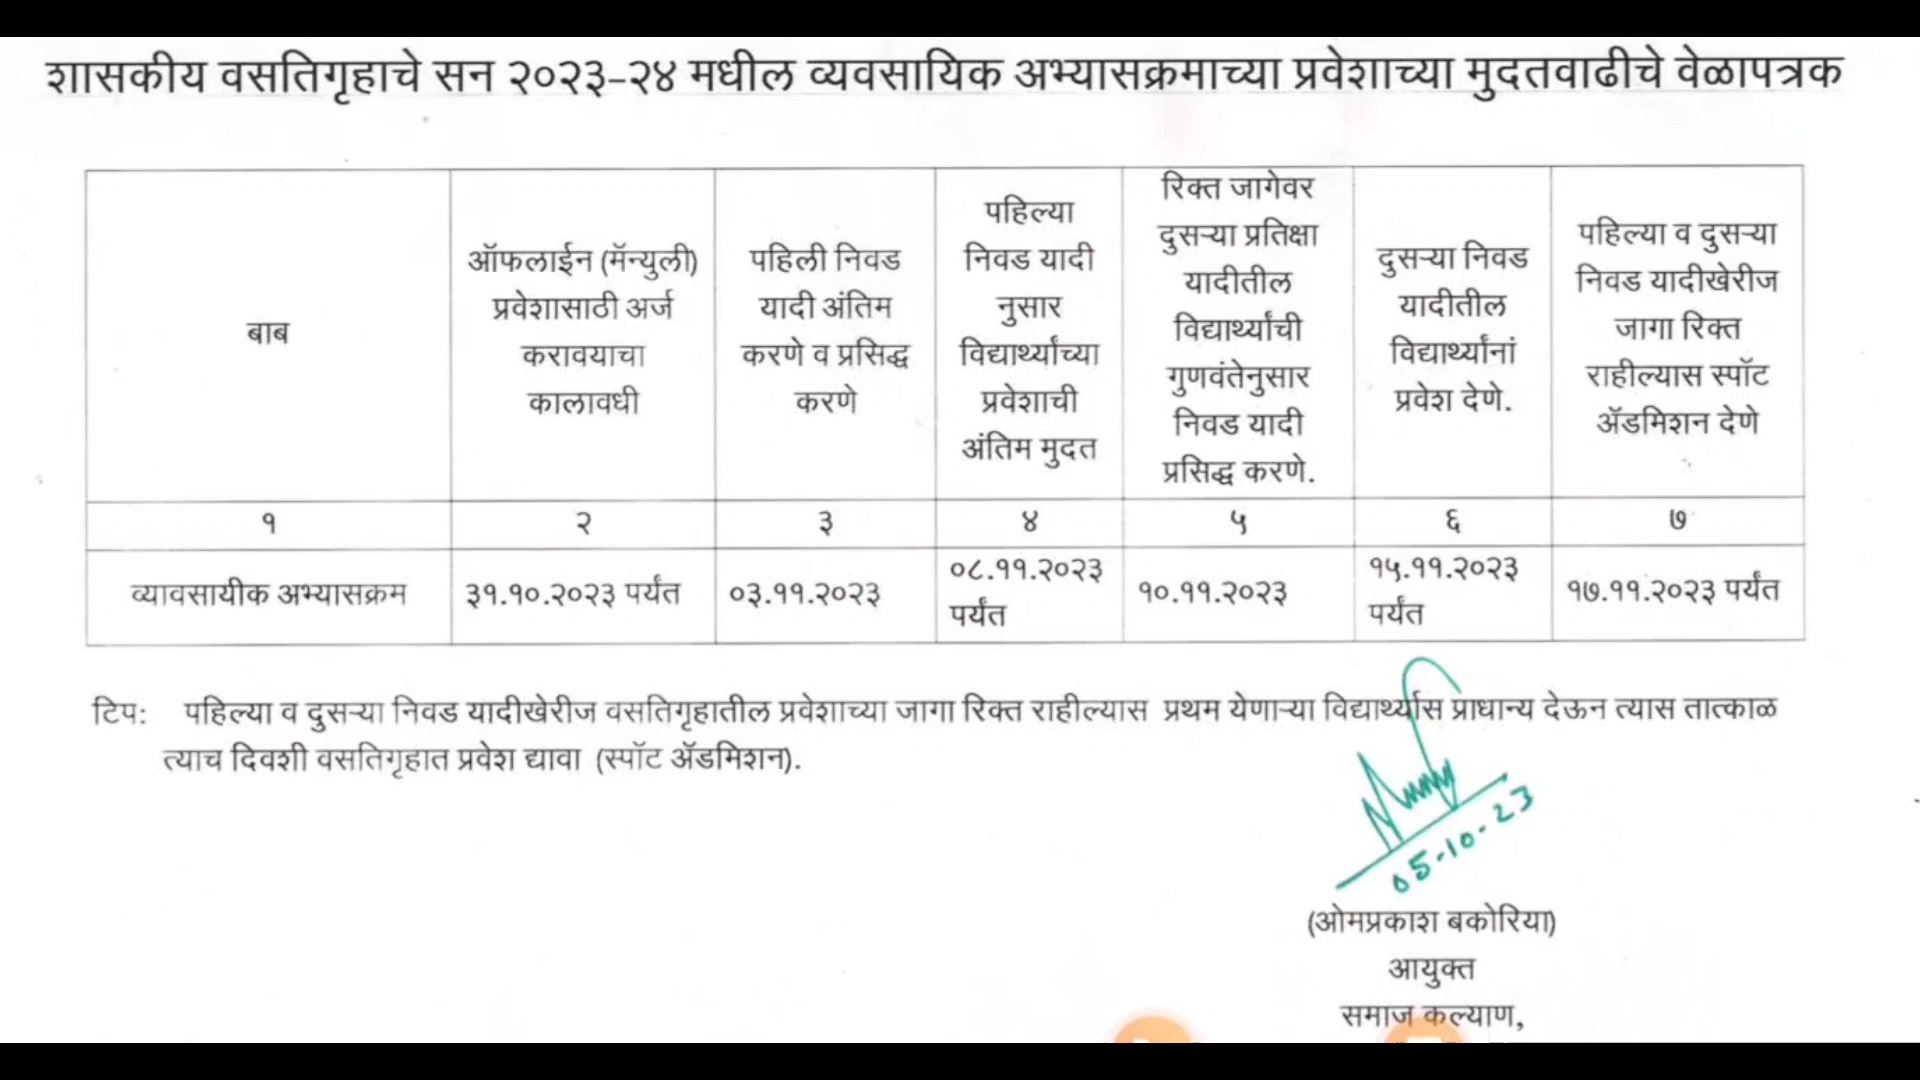 शासकीय वसतिगृहाचे सन २०२३-२४ मधील व्यवसायिक अभ्यासक्रमाच्या प्रवेशाच्या मुदतवाढीचे वेळापत्रक
बाब
ऑफलाईन (मॅन्युली)
प्रवेशासाठी अर्ज
करावयाचा
कालावधी
पहिली निवड
यादी अंतिम
करणे व प्रसिद्ध
करणे
पहिल्या
निवड यादी
नुसार
विद्यार्थ्यांच्या
प्रवेशाची
अंतिम मुदत
रिक्त जागेवर
दुसऱ्या प्रतिक्षा
यादीतील
विद्यार्थ्यांची
गुणवंतेनुसार
निवड यादी
प्रसिद्ध करणे.
दुसऱ्या निवड
यादीतील
विद्यार्थ्यांनां
प्रवेश देणे.
पहिल्या व दुसऱ्या
निवड यादीखेरीज
जागा रिक्त
राहील्यास स्पॉट
ॲडमिशन देणे
१ २ ३ ४ ५ ६ ७
व्यावसायीक अभ्यासक्रम
३१.१०.२०२३ पर्यंत
०३.११.२०२३
०८.११.२०२३
पर्यंत
१०.११.२०२३
१५.११.२०२३
पर्यंत
१७.११.२०२३ पर्यंत
टिप: पहिल्या व दुसऱ्या निवड यादीखेरीज वसतिगृहातील प्रवेशाच्या जागा रिक्त राहील्यास प्रथम येणाऱ्या विद्यार्थ्यास प्राधान्य देऊन त्यास तात्काळ
त्याच दिवशी वसतिगृहात प्रवेश द्यावा (स्पॉट ॲडमिशन).
05-10-23
(ओमप्रकाश बकोरिया)
आयुक्त
समाज कल्याण,